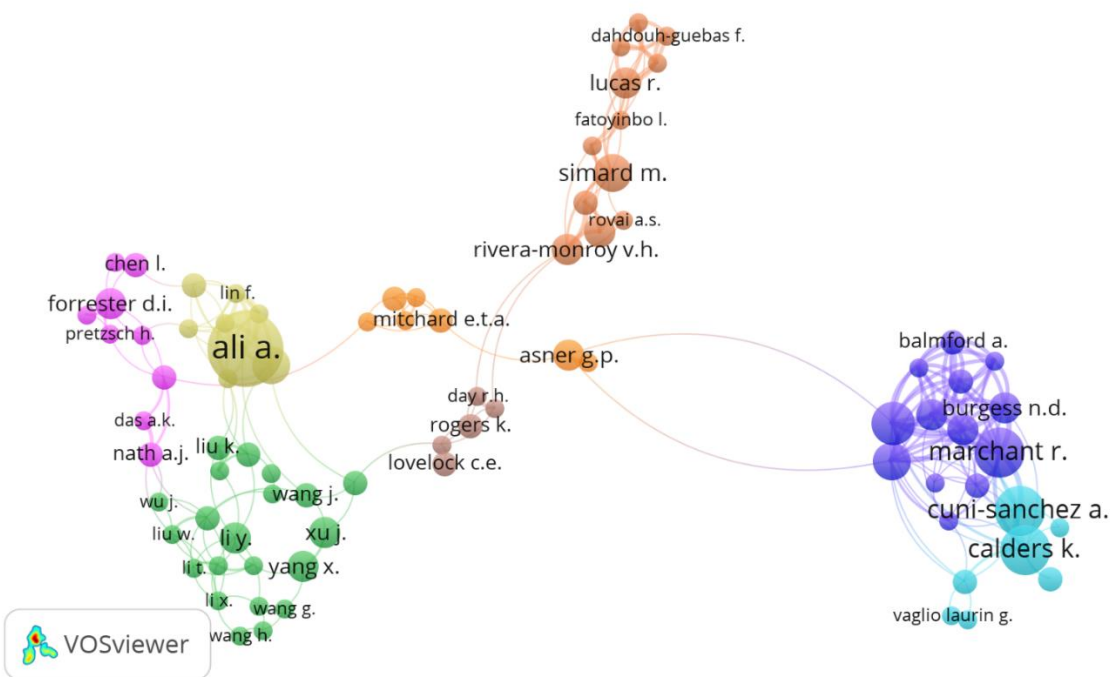 dahdouh-guebas f.
lucas r.
fatoyinbo l.
simard m.
rovai a.s.
rivera-monroy v.h.
chen l.
lin f.
forrester d.i.
pretzsch h.
mitchard e.t.a.
ali a.
asner g.p.
balmford a.
day r.h.
burgess n.d.
das a.k.
rogers k.
nath a.j.
liu k.
lovelock c.e.
marchant r.
wu j.
wang j.
cuni-sanchez a.
liu w.
li y.
xu j.
calders k.
li t.
yang x.
li x.
wang g.
vaglio laurin g.
wang h.
VOSviewer